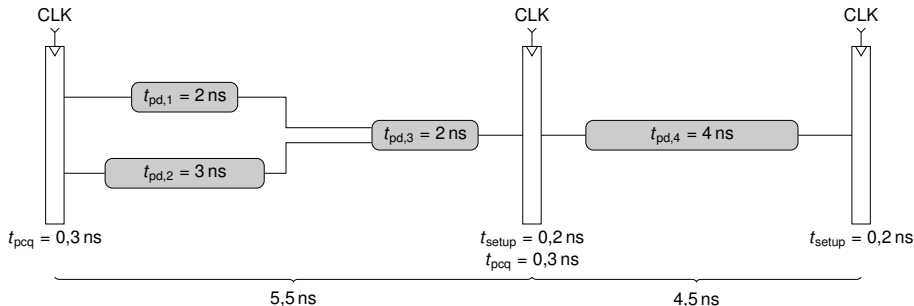 CLK CLK CLK
t_pd,1 = 2 ns
t_pd,3 = 2 ns t_pd,4 = 4 ns
t_pd,2 = 3 ns
t_pcq = 0,3 ns t_setup = 0,2 ns t_setup = 0,2 ns
t_pcq = 0,3 ns
5,5 ns 4,5 ns